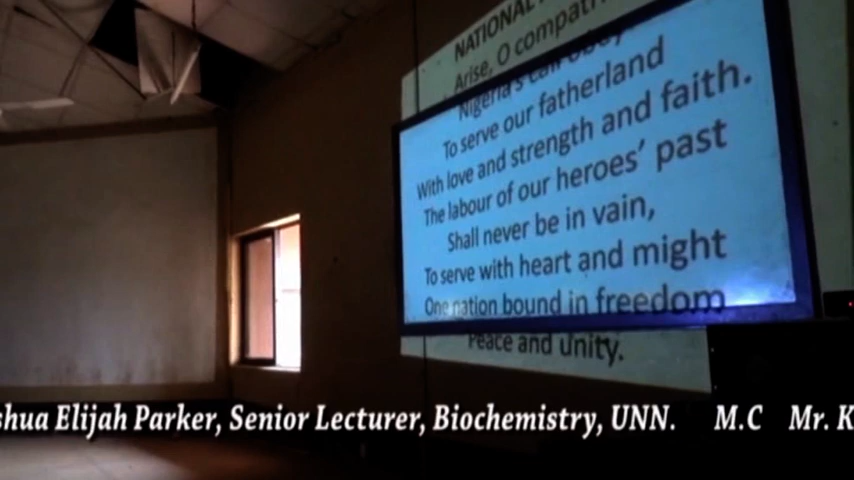 NATIONAL
Arise, O compatri
Nigeria's call obey
To serve our fatherland
With love and strength and faith.
The labour of our heroes' past
Shall never be in vain,
To serve with heart and might
One nation bound in freedom
Peace and unity.
shua Elijah Parker, Senior Lecturer, Biochemistry, UNN. M.C Mr. K